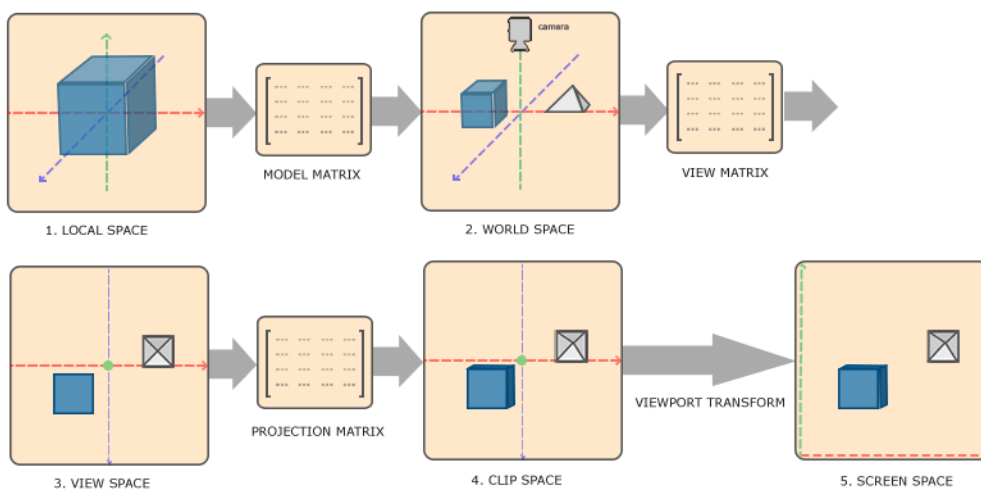 camera
MODEL MATRIX
VIEW MATRIX
1. LOCAL SPACE
2. WORLD SPACE
PROJECTION MATRIX
VIEWPORT TRANSFORM
3. VIEW SPACE
4. CLIP SPACE
5. SCREEN SPACE